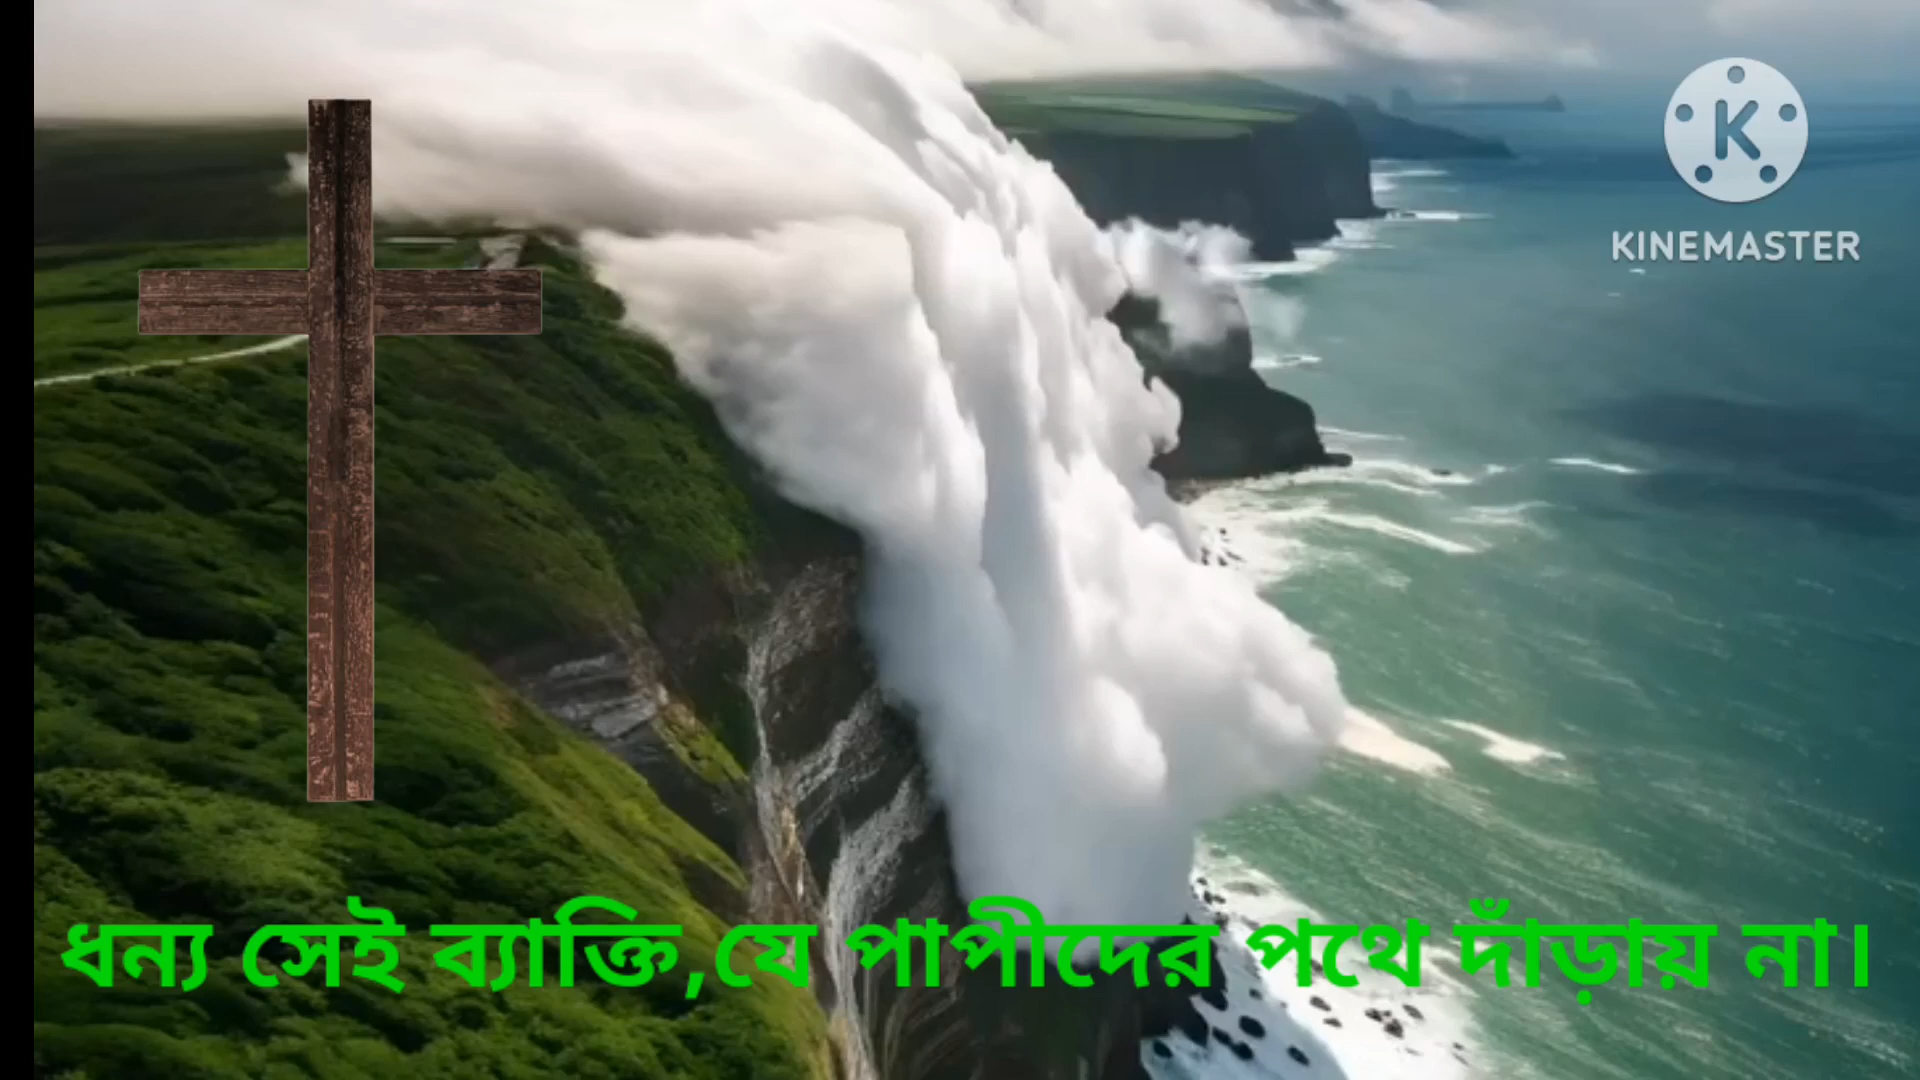 KINEMASTER
ধন্য সেই ব্যাক্তি,যে পাপীদের পথে দাঁড়ায় না।